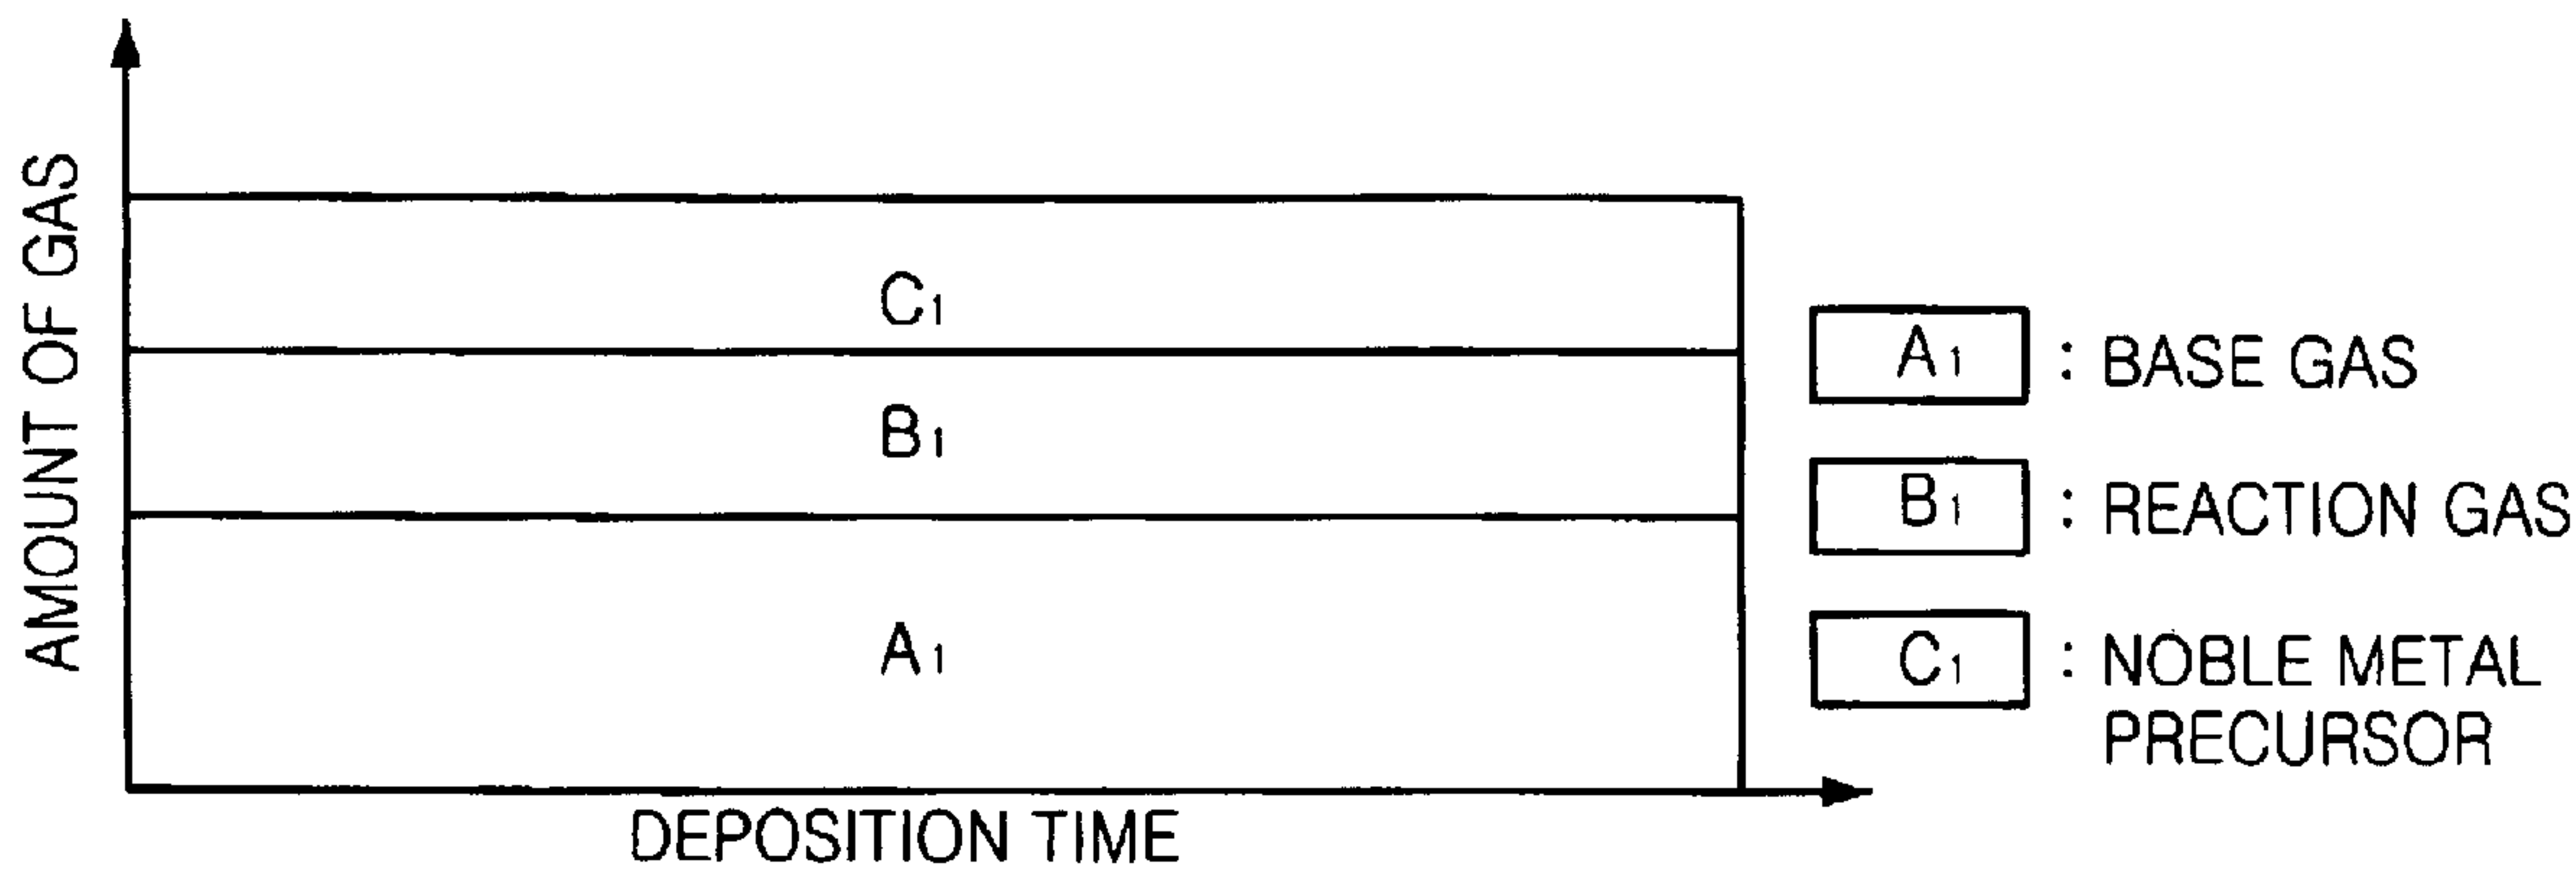 AMOUNT OF GAS
C1
B1
A1
DEPOSITION TIME
A1 : BASE GAS
B1 : REACTION GAS
C1 : NOBLE METAL
PRECURSOR